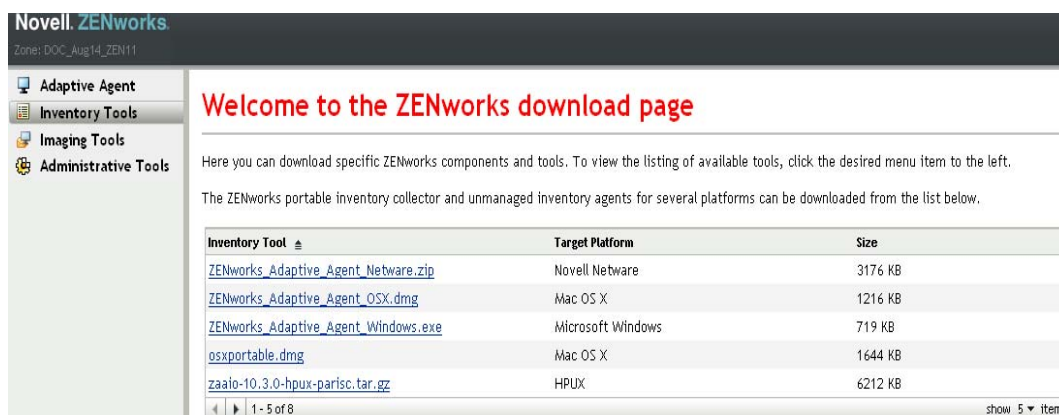 Novell. ZENworks.
Zone: DOC_Aug14_ZEN11
Adaptive Agent
Inventory Tools
Imaging Tools
Administrative Tools
Welcome to the ZENworks download page
Here you can download specific ZENworks components and tools. To view the listing of available tools, click the desired menu item to the left.
The ZENworks portable inventory collector and unmanaged inventory agents for several platforms can be downloaded from the list below.
Inventory Tool Target Platform Size
ZENworks_Adaptive_Agent_Netware.zip Novell Netware 3176 KB
ZENworks_Adaptive_Agent_OSX.dmg Mac OS X 1216 KB
ZENworks_Adaptive_Agent_Windows.exe Microsoft Windows 719 KB
osxportable.dmg Mac OS X 1644 KB
zaaio-10.3.0-hpux-parisc.tar.gz HPUX 6212 KB
1 - 5 of 8 show 5